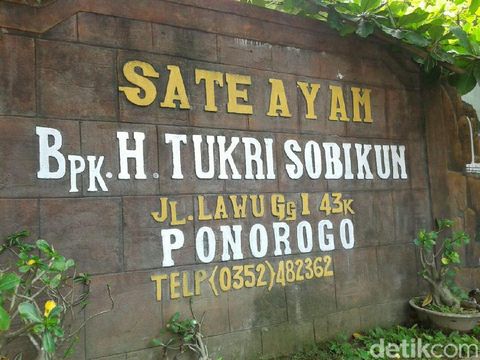 SATE AYAM
BPK. H. TUKRI SOBIKUN
JL. LAWU Gg I 43K
PONOROGO
TELP (0352) 482362
detikcom